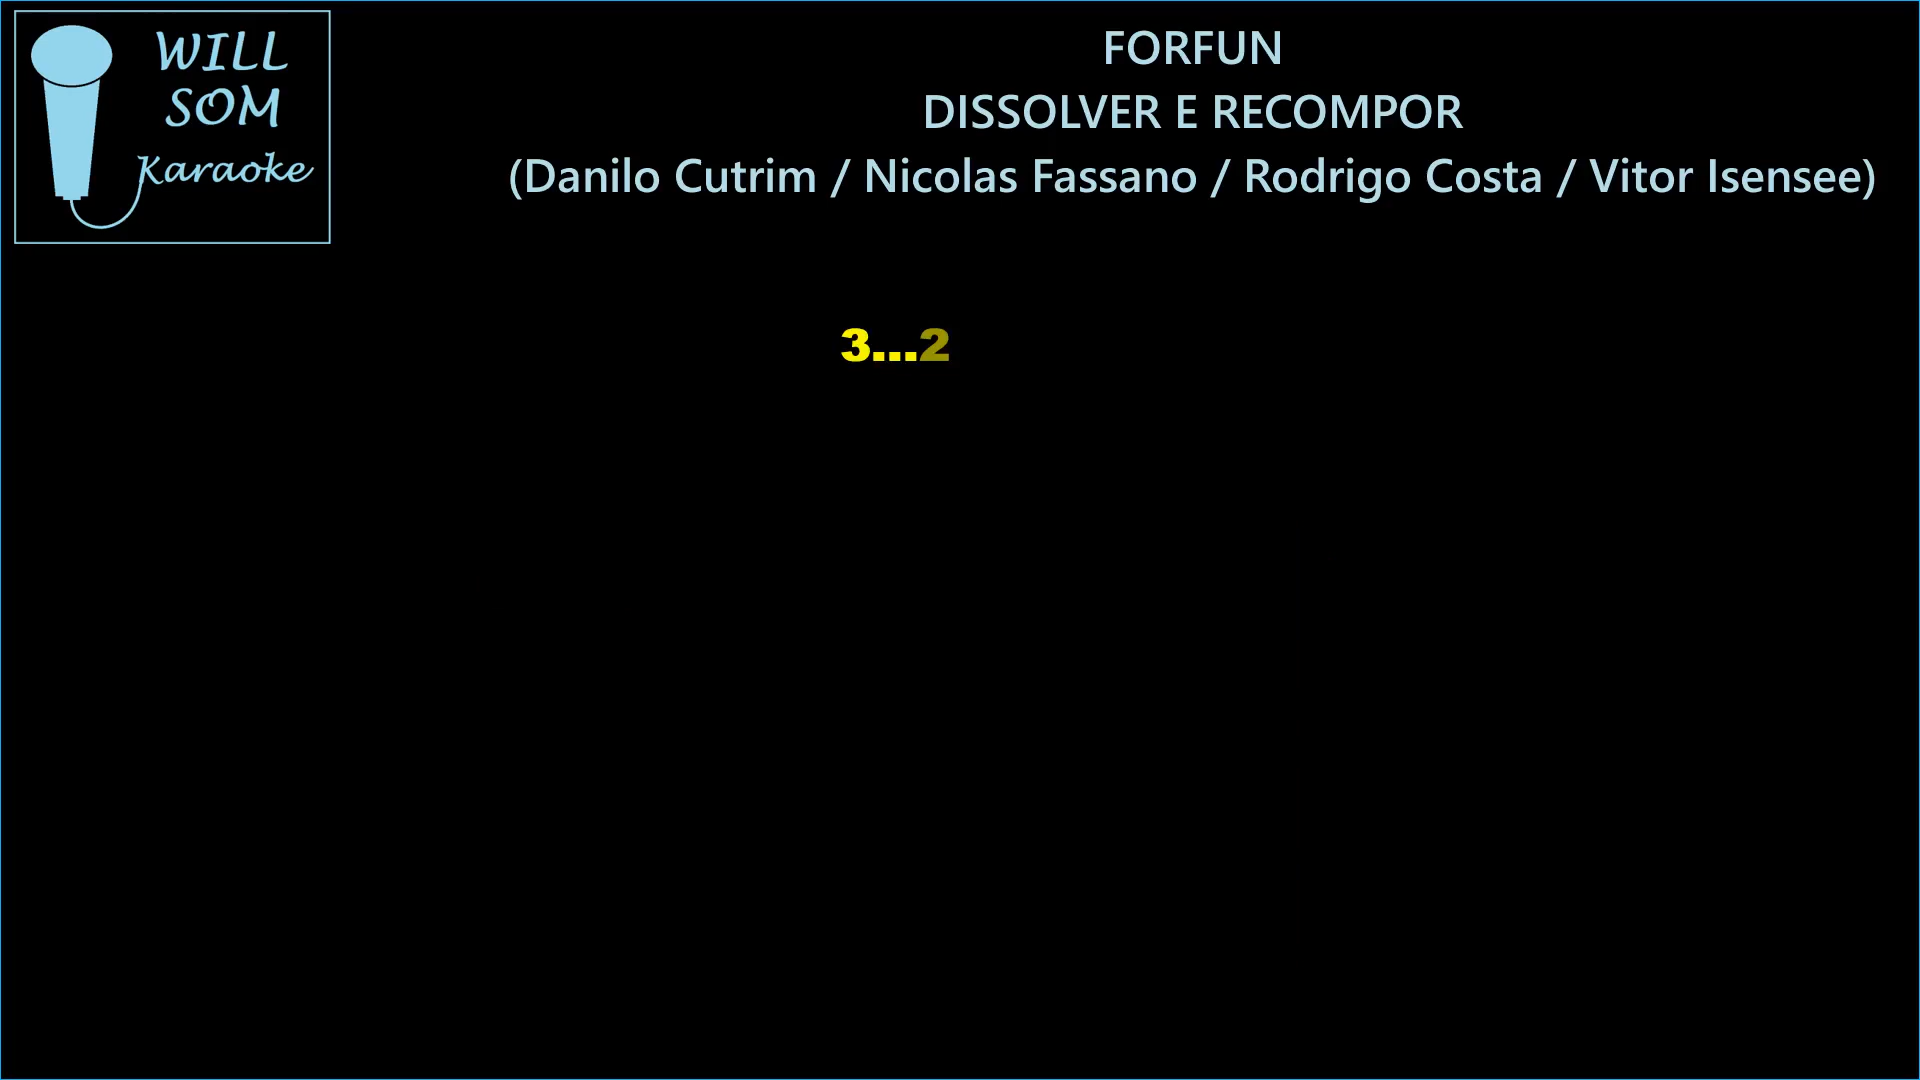 WILL
SOM
Karaoke
FORFUN
DISSOLVER E RECOMPOR
(Danilo Cutrim / Nicolas Fassano / Rodrigo Costa / Vitor Isensee)
3...2